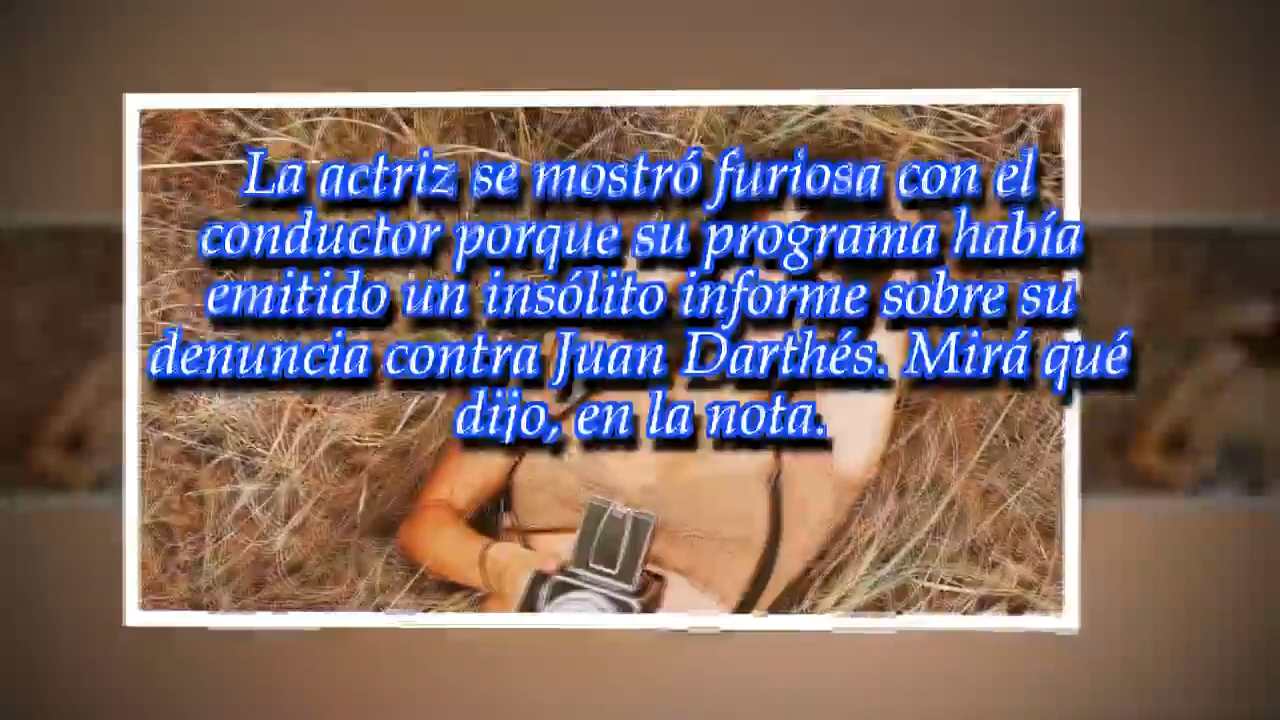 La actriz se mostró furiosa con el
conductor porque su programa había
emitido un insólito informe sobre su
denuncia contra Juan Darthés. Mirá qué
dijo, en la nota.